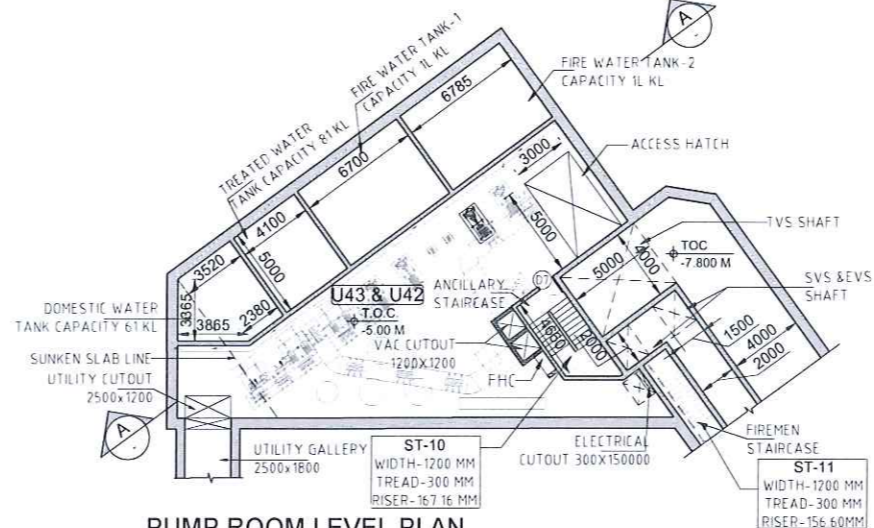 A
FIRE WATER TANK-1
CAPACITY 1L KL
FIRE WATER TANK-2
CAPACITY 1L KL
6785
TREATED WATER
TANK CAPACITY 81 KL
6700
ACCESS HATCH
3000
4100
5000
3520
5000
TVS SHAFT
TOC
-7.800 M
5000
4000
U43 & U42
T.O.C.
-5.00 M
ANCILLARY
STAIRCASE
D7
SVS & EVS
SHAFT
DOMESTIC WATER
TANK CAPACITY 61 KL
3365
3865
2380
4660
2000
1500
4000
2000
SUNKEN SLAB LINE
VAC CUTOUT
1200X1200
UTILITY CUTOUT
2500x1200
FHC
A
UTILITY GALLERY
2500x1800
ELECTRICAL
CUTOUT 300X150000
FIREMEN
STAIRCASE
ST-10
WIDTH-1200 MM
TREAD-300 MM
RISER-167.16 MM
ST-11
WIDTH-1200 MM
TREAD-300 MM
RISER-156.60MM
PUMP ROOM LEVEL PLAN